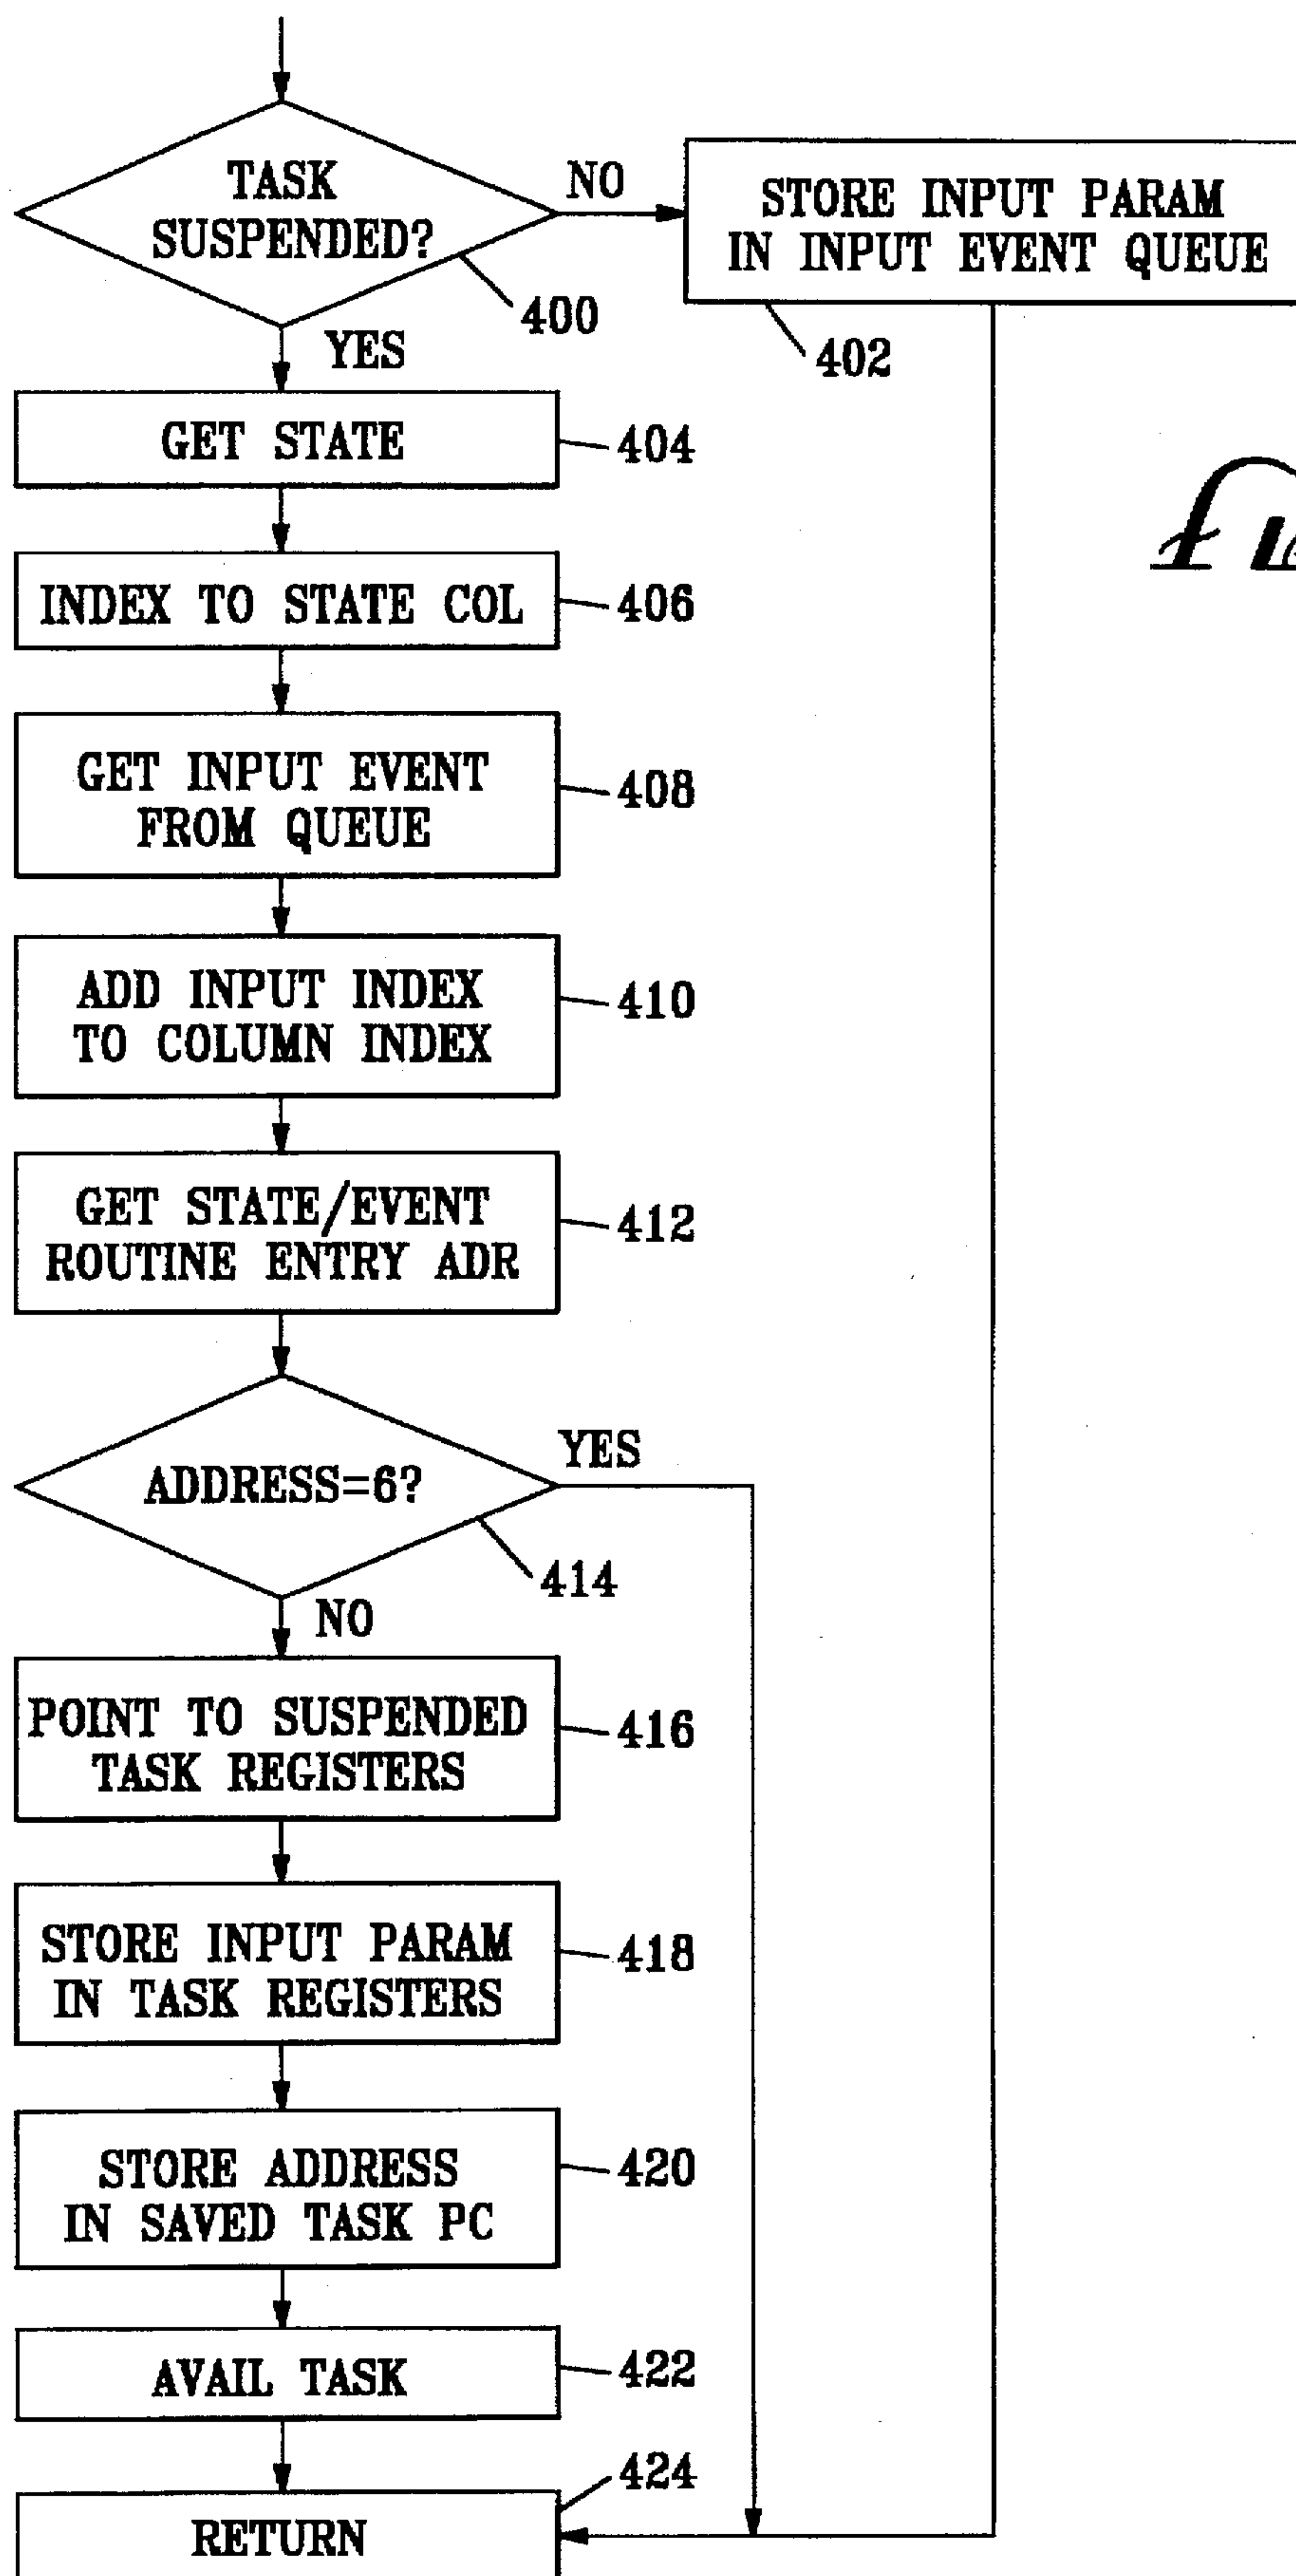 TASK
SUSPENDED?
NO
400
YES
STORE INPUT PARAM
IN INPUT EVENT QUEUE
402
GET STATE
404
INDEX TO STATE COL
406
GET INPUT EVENT
FROM QUEUE
408
ADD INPUT INDEX
TO COLUMN INDEX
410
GET STATE/EVENT
ROUTINE ENTRY ADR
412
ADDRESS=6?
YES
414
NO
POINT TO SUSPENDED
TASK REGISTERS
416
STORE INPUT PARAM
IN TASK REGISTERS
418
STORE ADDRESS
IN SAVED TASK PC
420
AVAIL TASK
422
424
RETURN